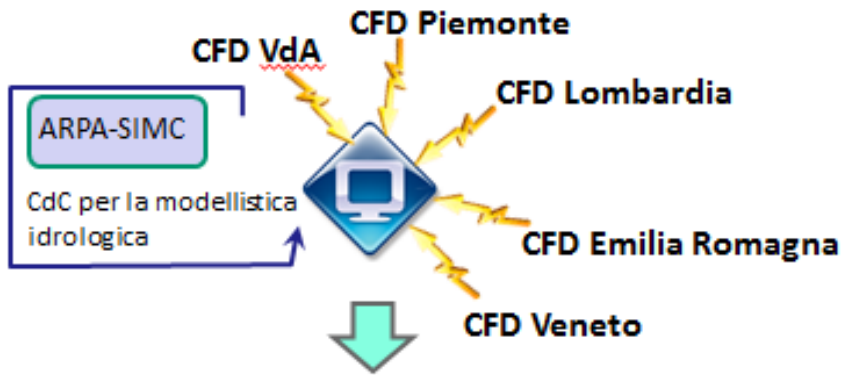 CFD Piemonte
CFD VdA
CFD Lombardia
ARPA-SIMC
CdC per la modellistica
idrologica
CFD Emilia Romagna
CFD Veneto